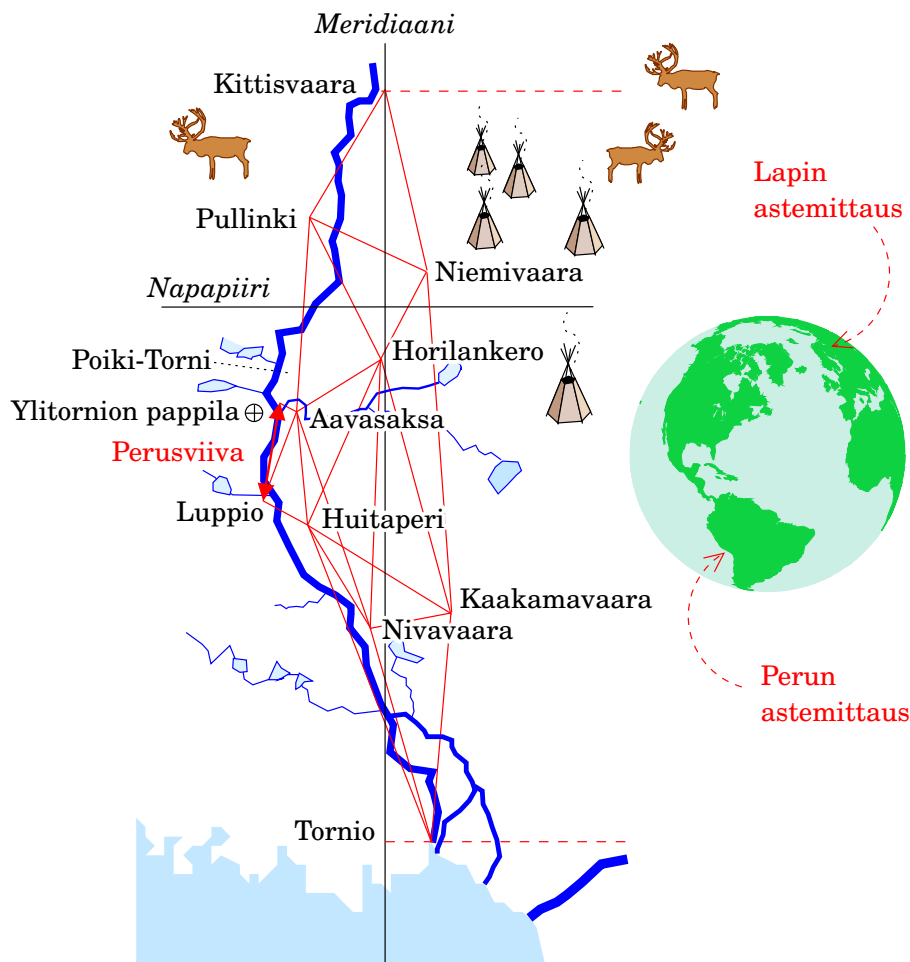 Meridiaani
Kittisvaara
Lapin
astemittaus
Pullinki
Niemivaara
Napapiiri
Horilankero
Poiki-Torni
Ylitornion pappila
Aavasaksa
Perusviiva
Luppio
Huitaperi
Kaakamavaara
Nivavaara
Perun
astemittaus
Tornio